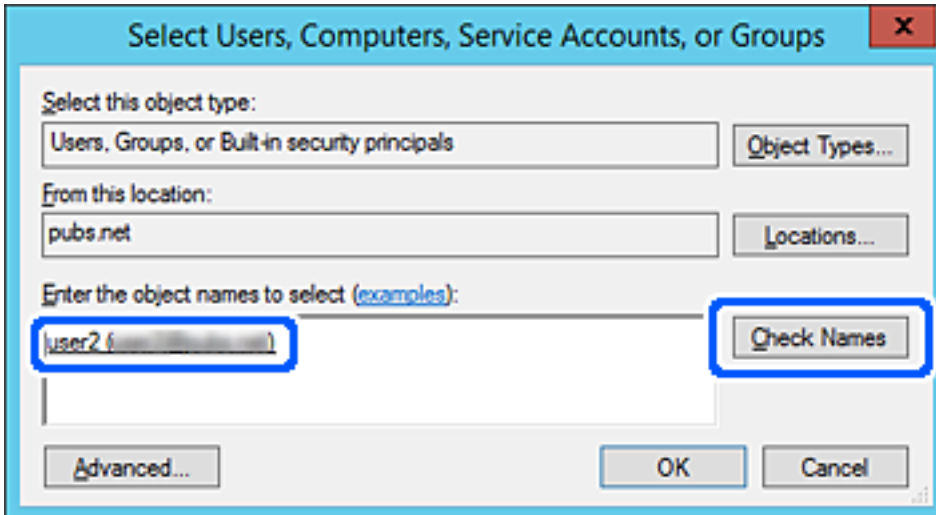 Select Users, Computers, Service Accounts, or Groups
x
Select this object type:
Users, Groups, or Built-in security principals
Object Types...
From this location:
pubs.net
Locations...
Enter the object names to select (examples):
user2 (
Check Names
Advanced...
OK
Cancel